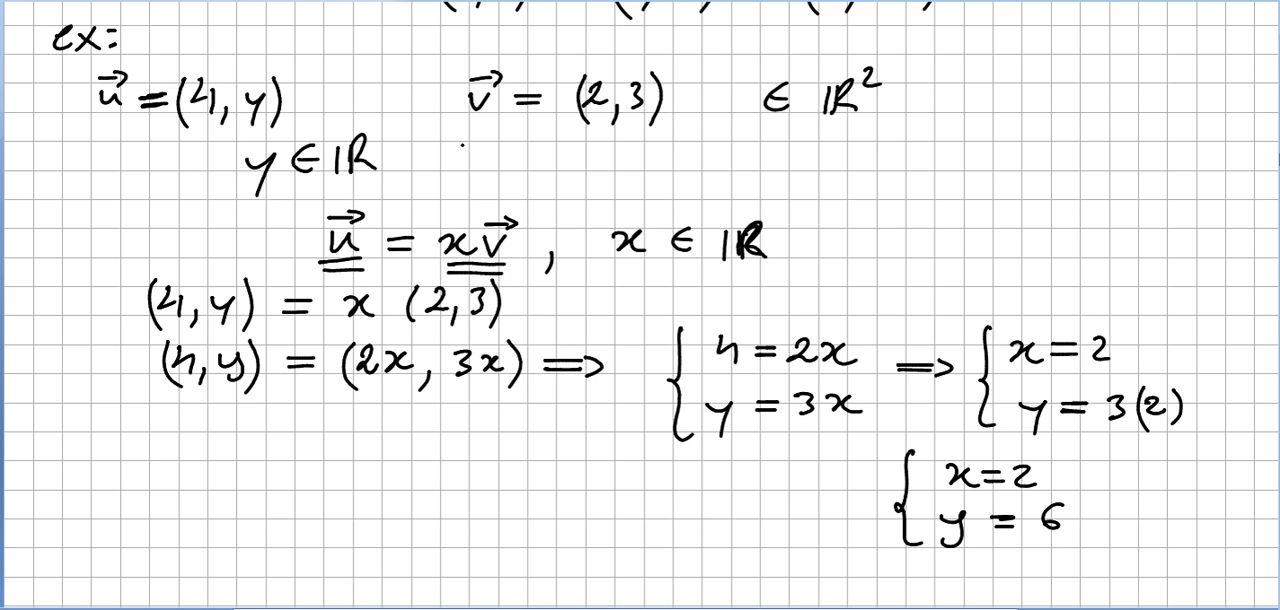 ex:
u⃗ = (4, y) v⃗ = (2,3) ∈ ℝ²
y ∈ ℝ
u⃗ = x v⃗ , x ∈ ℝ
(4, y) = x (2,3)
(4, y) = (2x, 3x) ⟹ { 4 = 2x ⟹ { x = 2
y = 3x y = 3(2)
{ x = 2
y = 6